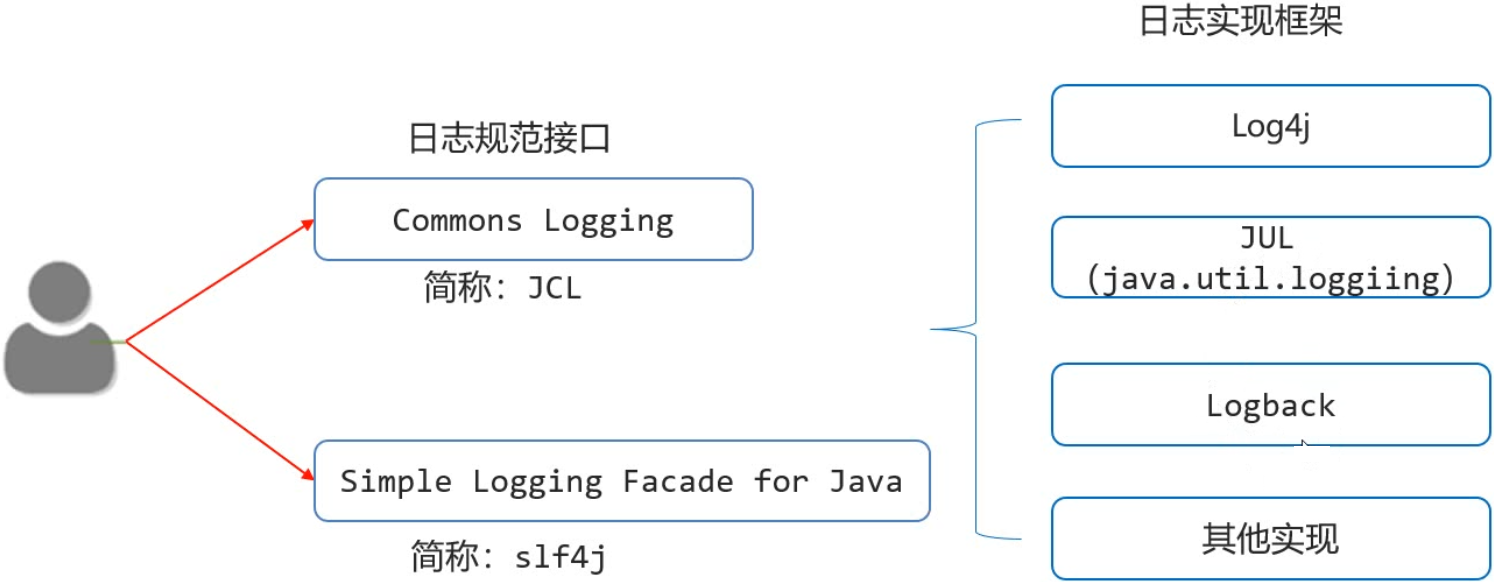 日志实现框架
Log4j
日志规范接口
Commons Logging
JUL
（java.util.loggiing）
简称：JCL
Logback
Simple Logging Facade for Java
其他实现
简称：slf4j